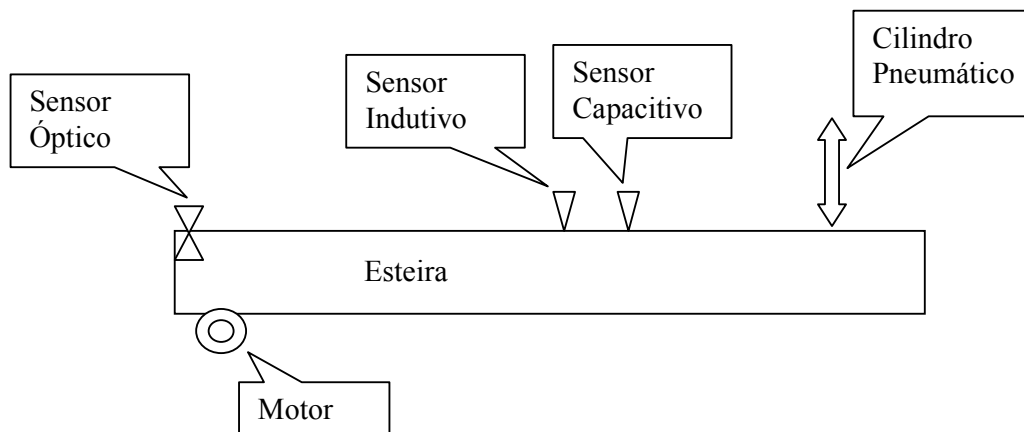 Sensor
Óptico
Sensor
Indutivo
Sensor
Capacitivo
Cilindro
Pneumático
Esteira
Motor